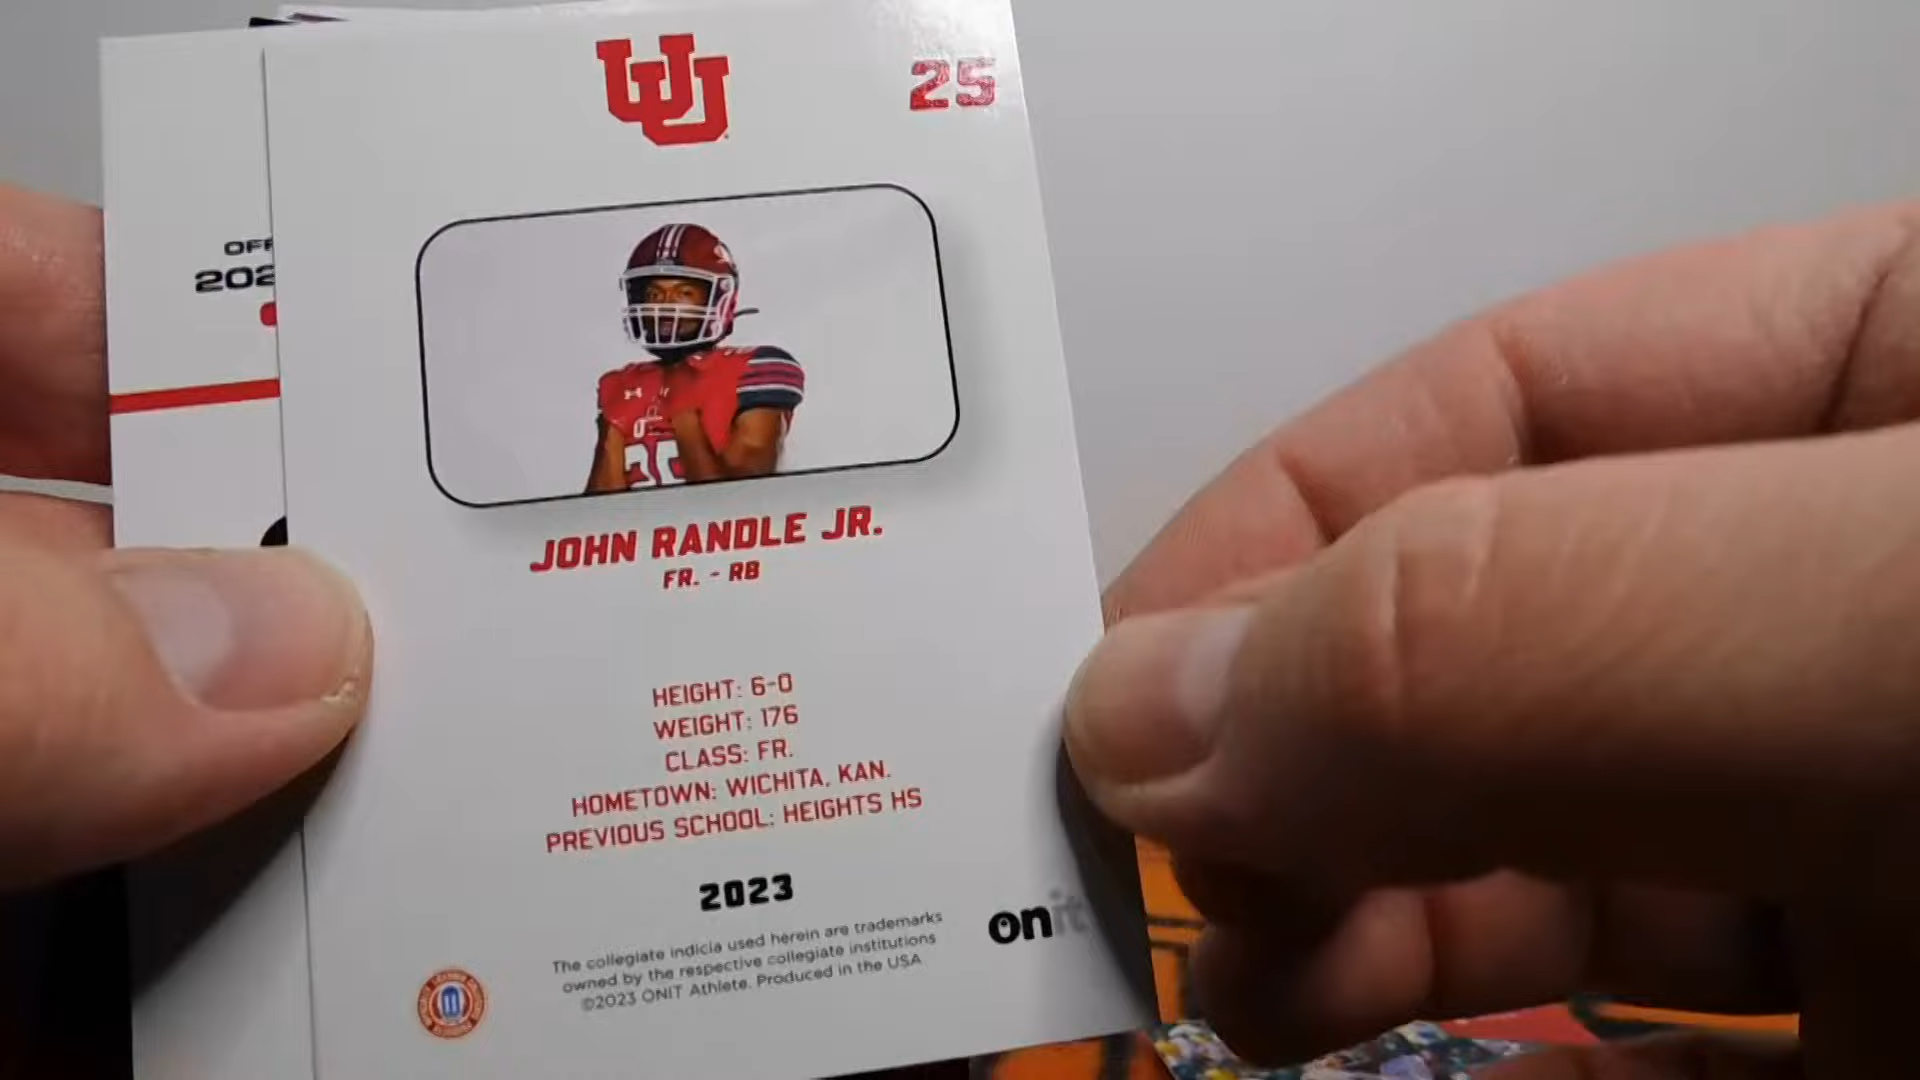 25
OFF
202
JOHN RANDLE JR.
FR. - RB
HEIGHT: 6-0
WEIGHT: 176
CLASS: FR.
HOMETOWN: WICHITA, KAN.
PREVIOUS SCHOOL: HEIGHTS HS
2023
onit
The collegiate indicia used herein are trademarks
owned by the respective collegiate institutions
©2023 ONIT Athlete. Produced in the USA